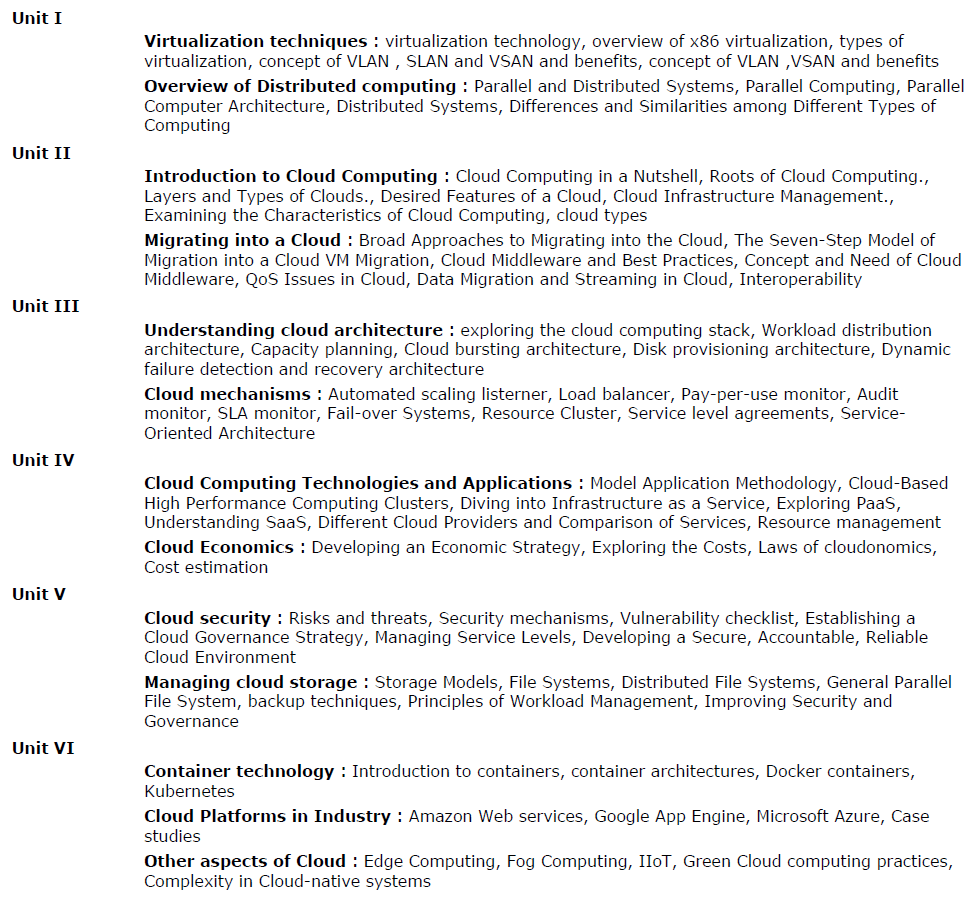 Unit I
Virtualization techniques : virtualization technology, overview of x86 virtualization, types of
virtualization, concept of VLAN , SLAN and VSAN and benefits, concept of VLAN ,VSAN and benefits
Overview of Distributed computing : Parallel and Distributed Systems, Parallel Computing, Parallel
Computer Architecture, Distributed Systems, Differences and Similarities among Different Types of
Computing
Unit II
Introduction to Cloud Computing : Cloud Computing in a Nutshell, Roots of Cloud Computing.,
Layers and Types of Clouds., Desired Features of a Cloud, Cloud Infrastructure Management.,
Examining the Characteristics of Cloud Computing, cloud types
Migrating into a Cloud : Broad Approaches to Migrating into the Cloud, The Seven-Step Model of
Migration into a Cloud VM Migration, Cloud Middleware and Best Practices, Concept and Need of Cloud
Middleware, QoS Issues in Cloud, Data Migration and Streaming in Cloud, Interoperability
Unit III
Understanding cloud architecture : exploring the cloud computing stack, Workload distribution
architecture, Capacity planning, Cloud bursting architecture, Disk provisioning architecture, Dynamic
failure detection and recovery architecture
Cloud mechanisms : Automated scaling listerner, Load balancer, Pay-per-use monitor, Audit
monitor, SLA monitor, Fail-over Systems, Resource Cluster, Service level agreements, Service-
Oriented Architecture
Unit IV
Cloud Computing Technologies and Applications : Model Application Methodology, Cloud-Based
High Performance Computing Clusters, Diving into Infrastructure as a Service, Exploring PaaS,
Understanding SaaS, Different Cloud Providers and Comparison of Services, Resource management
Cloud Economics : Developing an Economic Strategy, Exploring the Costs, Laws of cloudonomics,
Cost estimation
Unit V
Cloud security : Risks and threats, Security mechanisms, Vulnerability checklist, Establishing a
Cloud Governance Strategy, Managing Service Levels, Developing a Secure, Accountable, Reliable
Cloud Environment
Managing cloud storage : Storage Models, File Systems, Distributed File Systems, General Parallel
File System, backup techniques, Principles of Workload Management, Improving Security and
Governance
Unit VI
Container technology : Introduction to containers, container architectures, Docker containers,
Kubernetes
Cloud Platforms in Industry : Amazon Web services, Google App Engine, Microsoft Azure, Case
studies
Other aspects of Cloud : Edge Computing, Fog Computing, IIoT, Green Cloud computing practices,
Complexity in Cloud-native systems